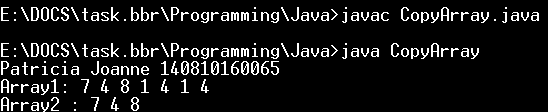 E:\DOCS\task.bbr\Programming\Java>javac CopyArray.java
E:\DOCS\task.bbr\Programming\Java>java CopyArray
Patricia Joanne 140810160065
Array1: 7 4 8 1 4 1 4
Array2 : 7 4 8